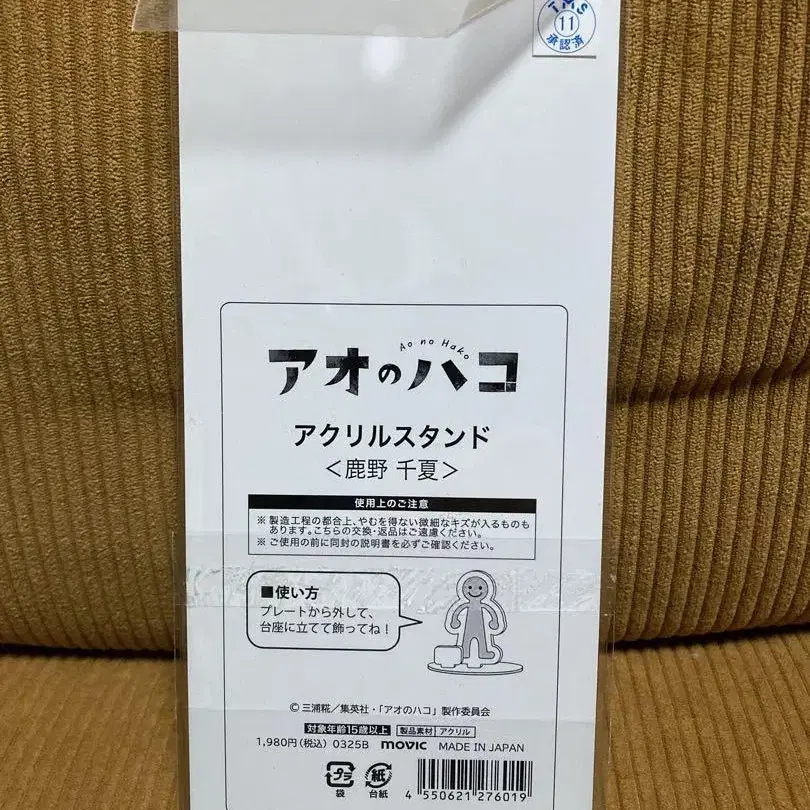 TMS
11
承認済
Ao no Hako
アオのハコ
アクリルスタンド
<鹿野 千夏>
使用上のご注意
※ 製造工程の都合上、やむを得ない微細なキズが入るものも
あります。こちらの交換・返品はご遠慮ください。
※ ご使用の前に同封の説明書を必ずご確認ください。
■使い方
プレートから外して、
台座に立てて飾ってね!
© 三浦糀/集英社・「アオのハコ」製作委員会
対象年齢15歳以上 製品素材 アクリル
1,980円(税込) 0325B movic MADE IN JAPAN
プラ 紙
袋 台紙
4 550621 276019